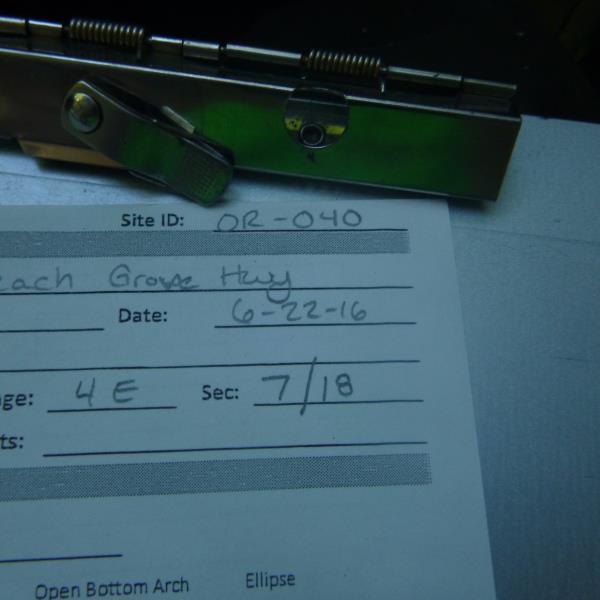 Site ID: OR-040
each Grove Hwy
Date: 6-22-16
ge: 4 E Sec: 7/18
ts:
Open Bottom Arch Ellipse